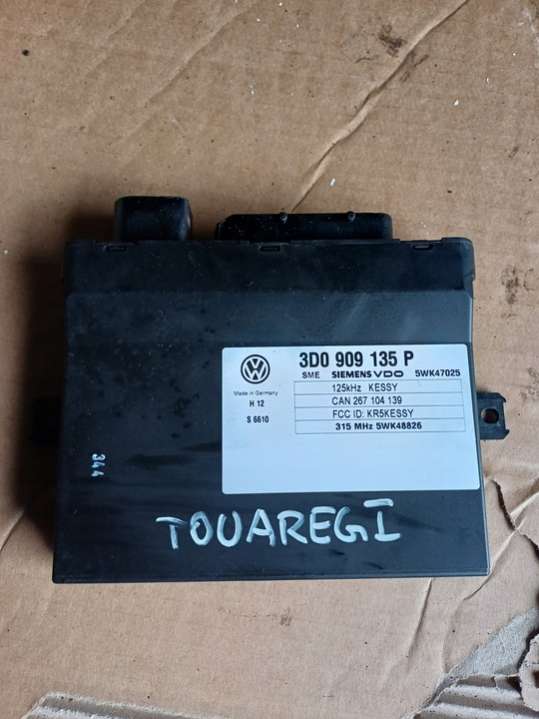 3D0 909 135 P
SME SIEMENS VDO 5WK47025
Made in Germany
125kHz KESSY
H 12
CAN 267 104 139
FCC ID: KR5KESSY
S 6610
315 MHz 5WK48826
344
TOUAREG I